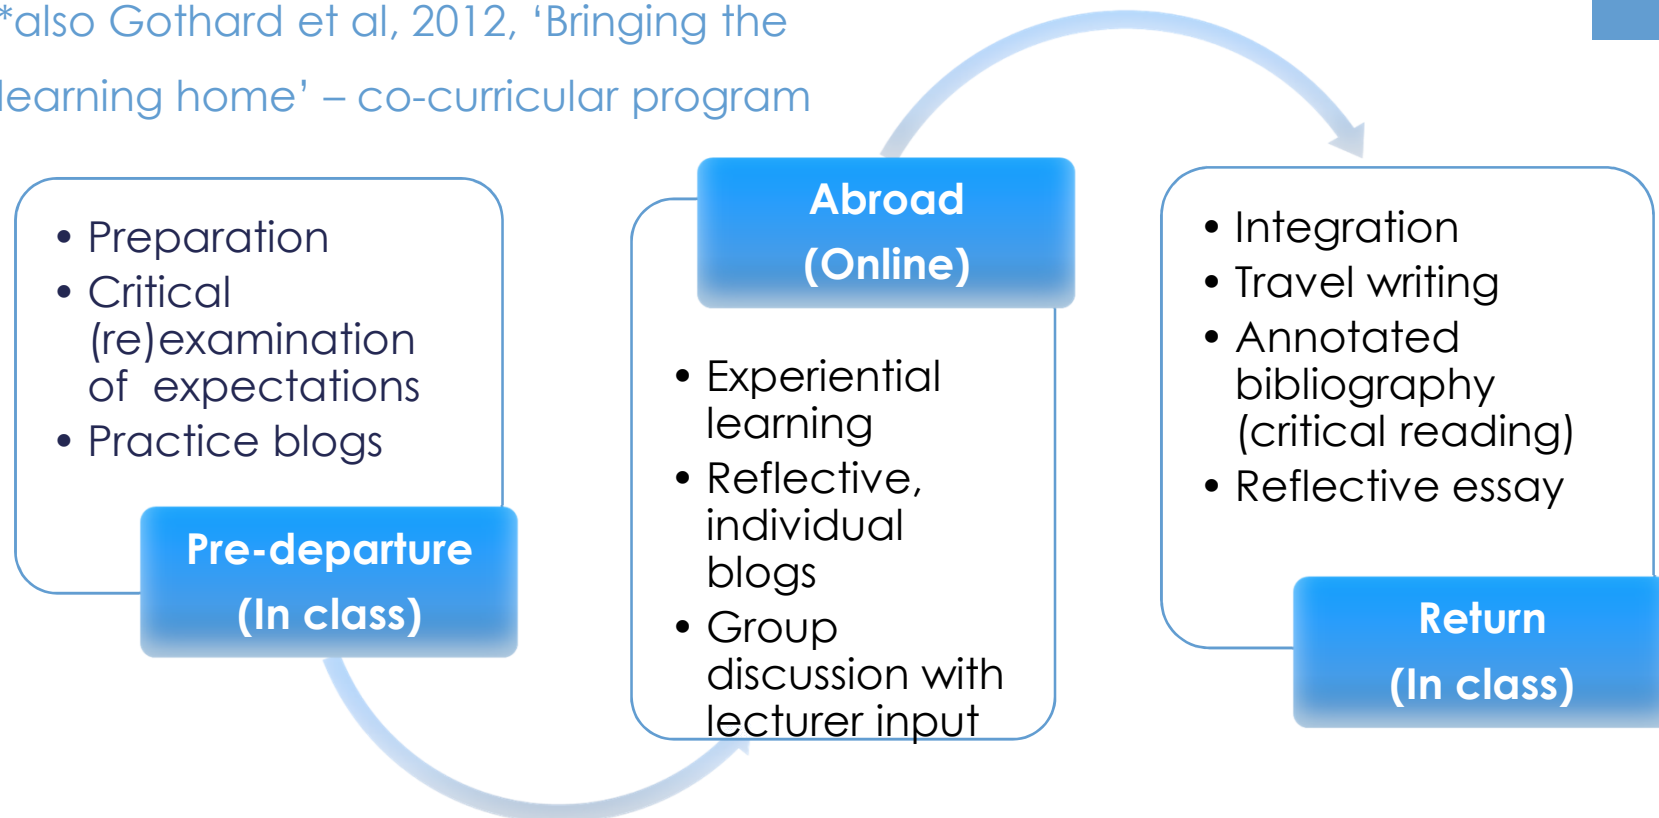 *also Gothard et al, 2012, ‘Bringing the
learning home’ – co-curricular program
• Preparation
• Critical
(re)examination
of expectations
• Practice blogs
Pre-departure
(In class)
Abroad
(Online)
• Experiential
learning
• Reflective,
individual
blogs
• Group
discussion with
lecturer input
• Integration
• Travel writing
• Annotated
bibliography
(critical reading)
• Reflective essay
Return
(In class)